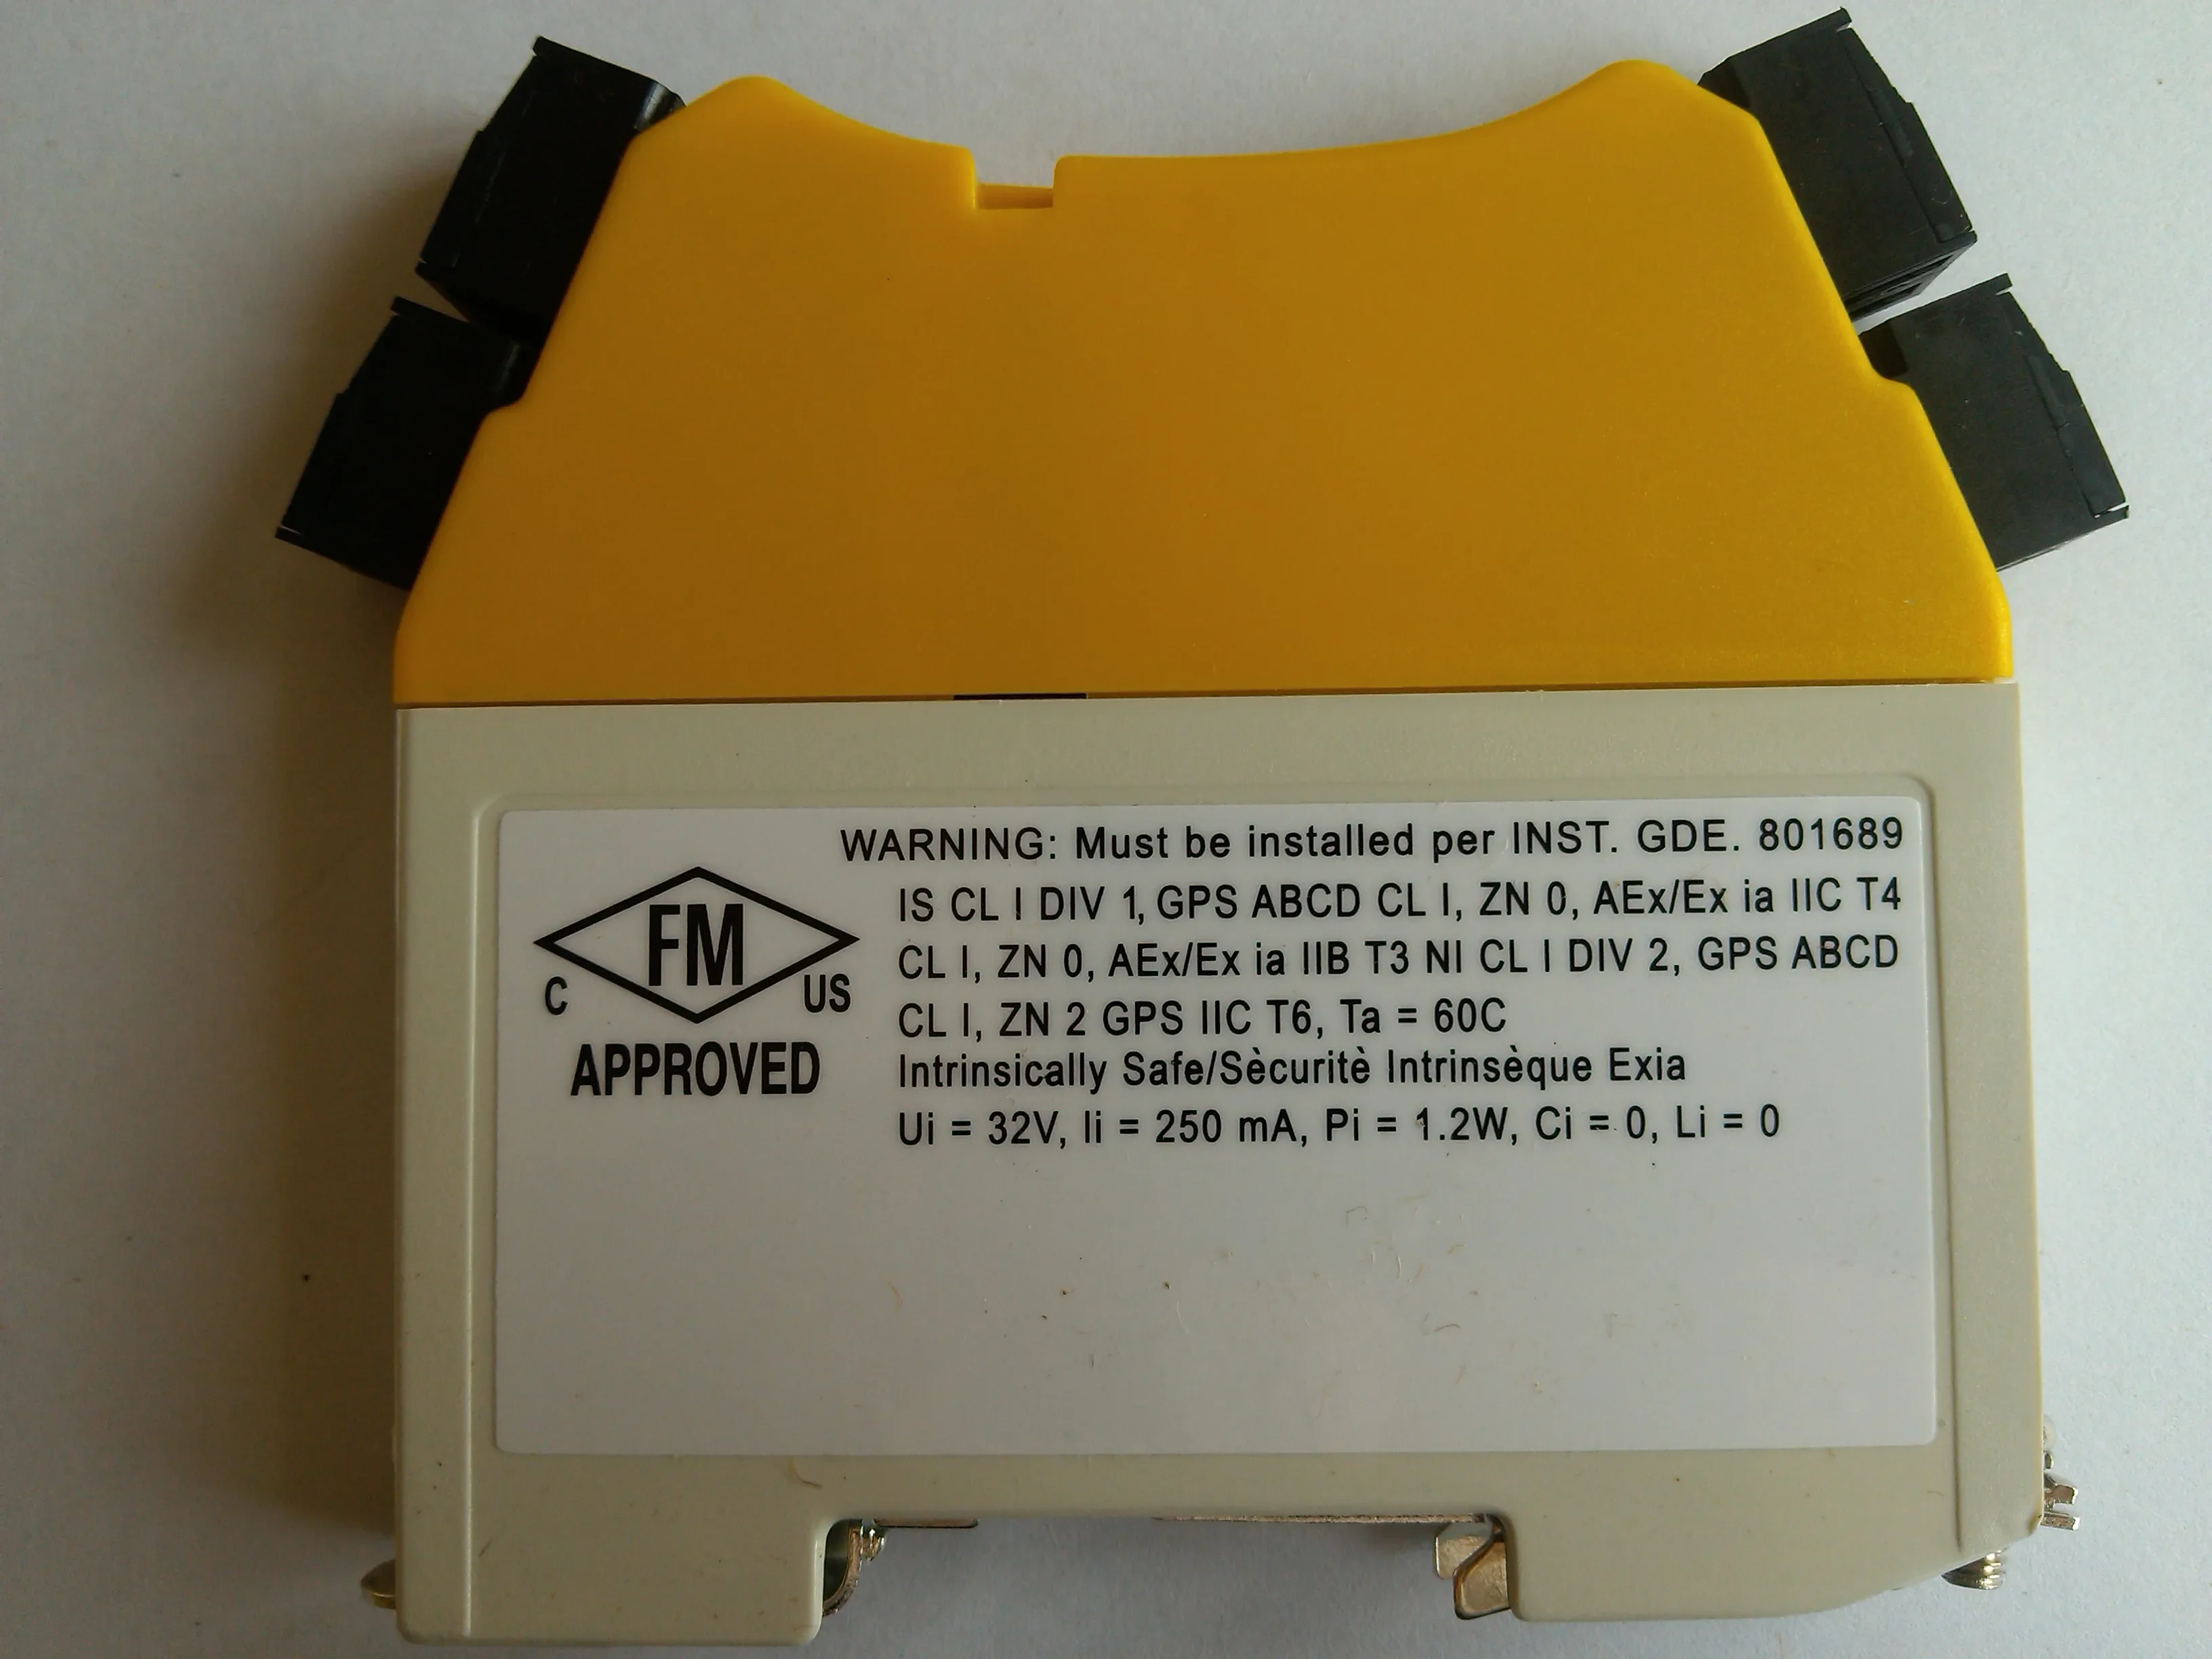 WARNING: Must be installed per INST. GDE. 801689
FM
C US
APPROVED
IS CL I DIV 1, GPS ABCD CL I, ZN 0, AEx/Ex ia IIC T4
CL I, ZN 0, AEx/Ex ia IIB T3 NI CL I DIV 2, GPS ABCD
CL I, ZN 2 GPS IIC T6, Ta = 60C
Intrinsically Safe/Sècuritè Intrinsèque Exia
Ui = 32V, Ii = 250 mA, Pi = 1.2W, Ci = 0, Li = 0